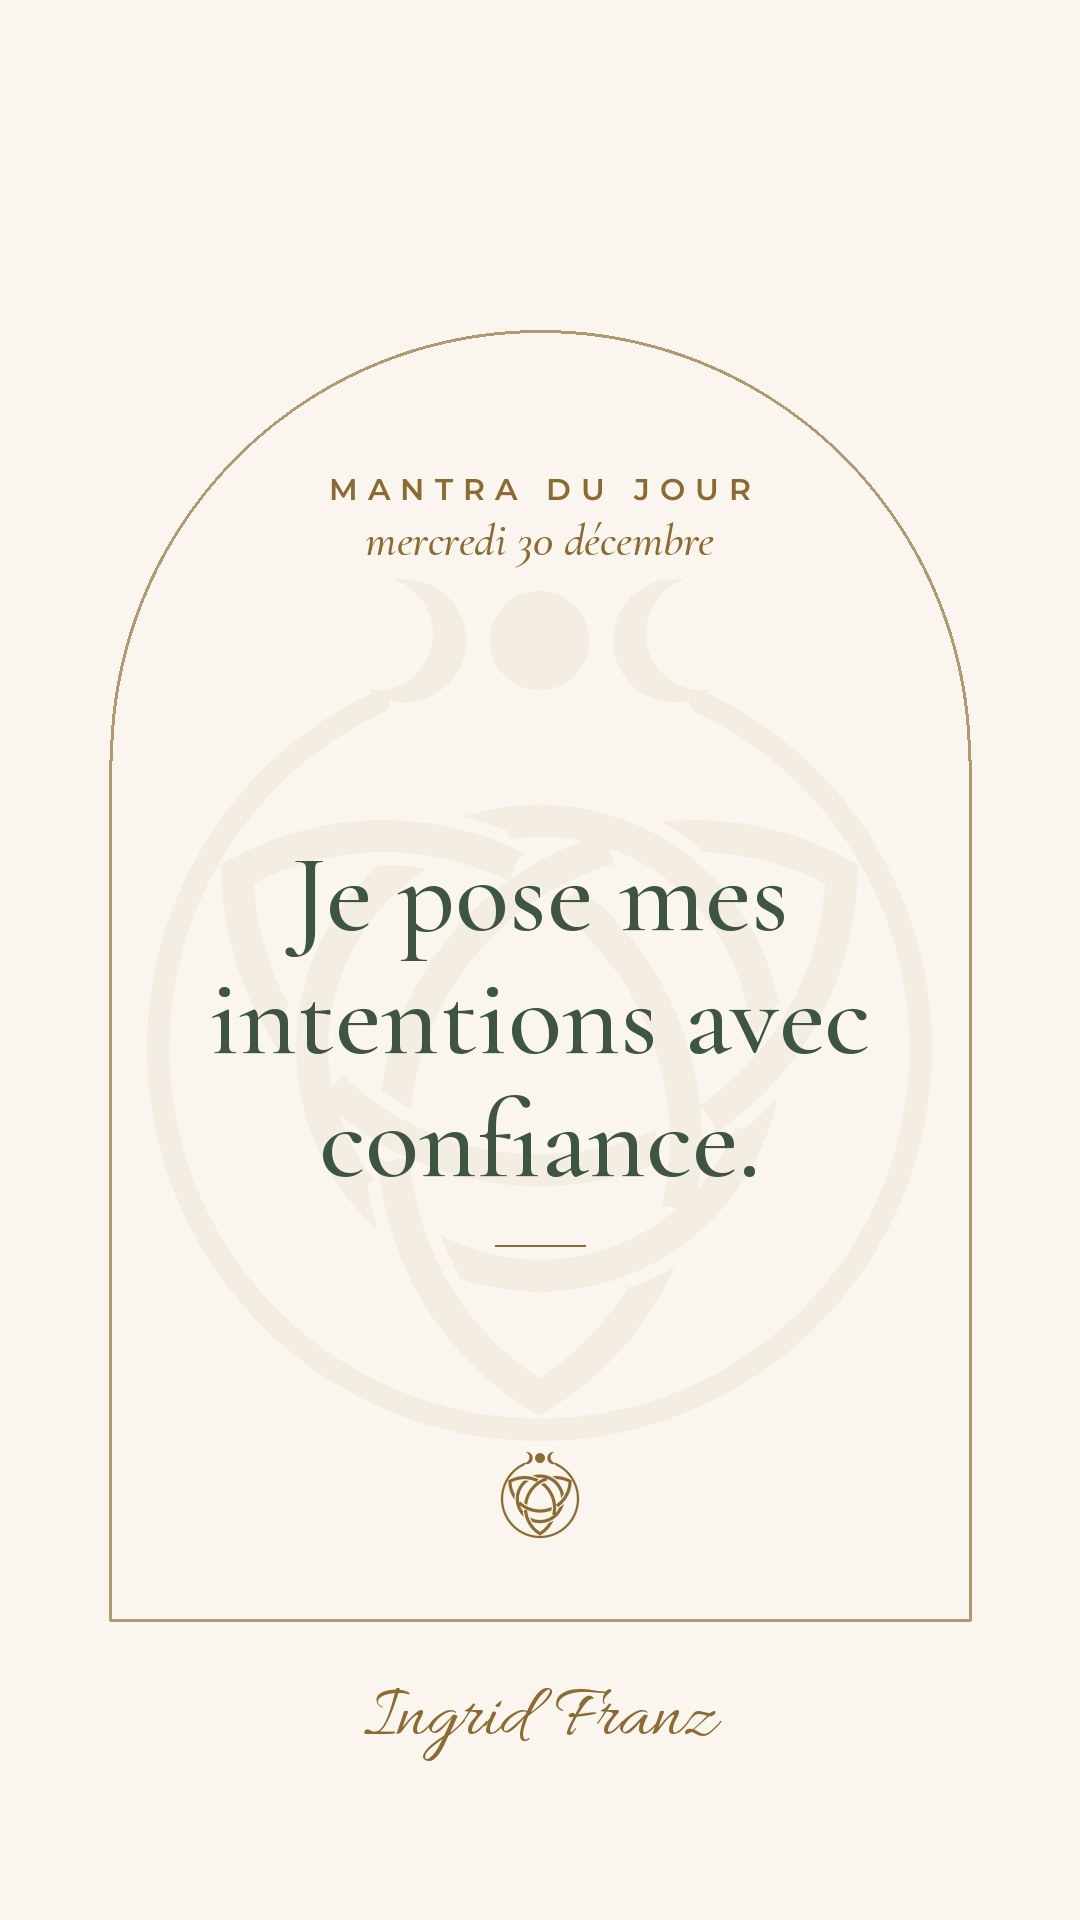 MANTRA DU JOUR
mercredi 30 décembre
Je pose mes
intentions avec
confiance.
Ingrid Franz